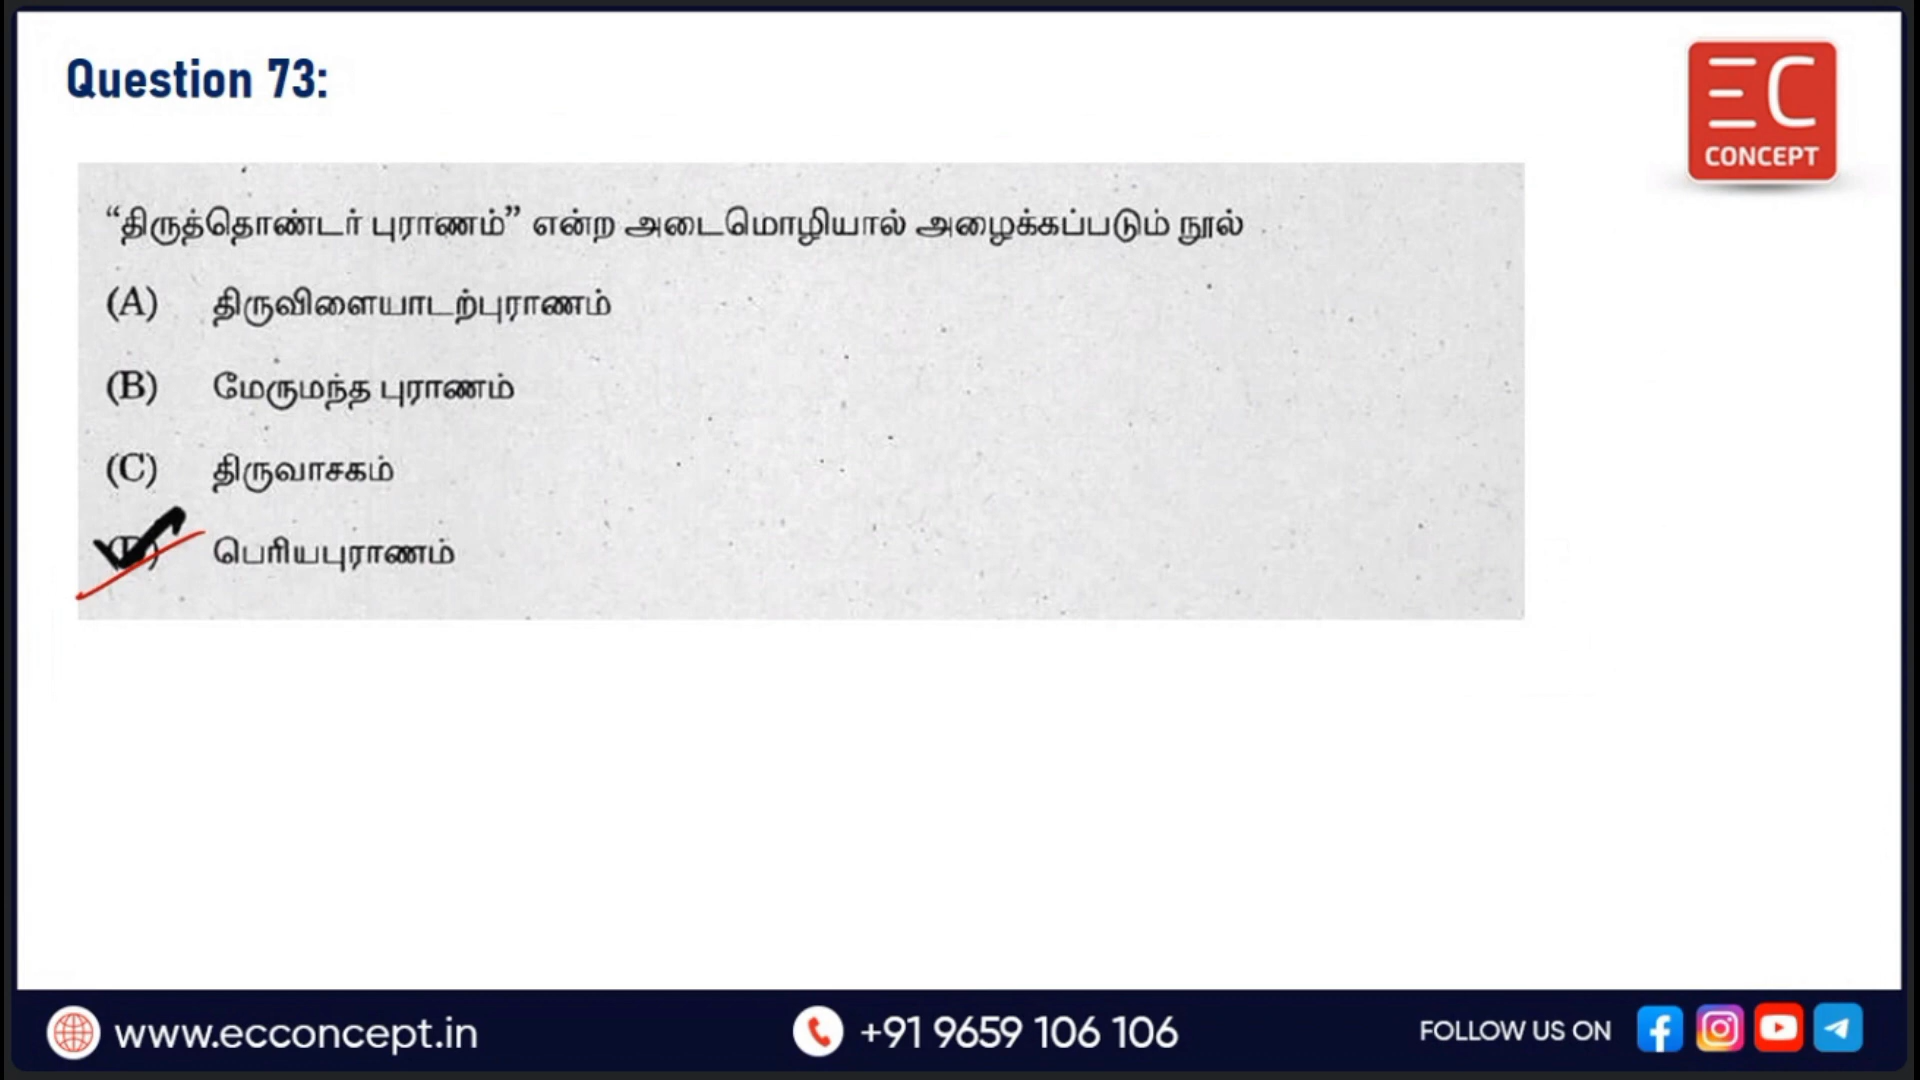 Question 73:
EC
CONCEPT
“திருத்தொண்டர் புராணம்” என்ற அடைமொழியால் அழைக்கப்படும் நூல்
(A) திருவிளையாடற்புராணம்
(B) மேருமந்த புராணம்
(C) திருவாசகம்
(D) பெரியபுராணம்
www.ecconcept.in
+91 9659 106 106
FOLLOW US ON